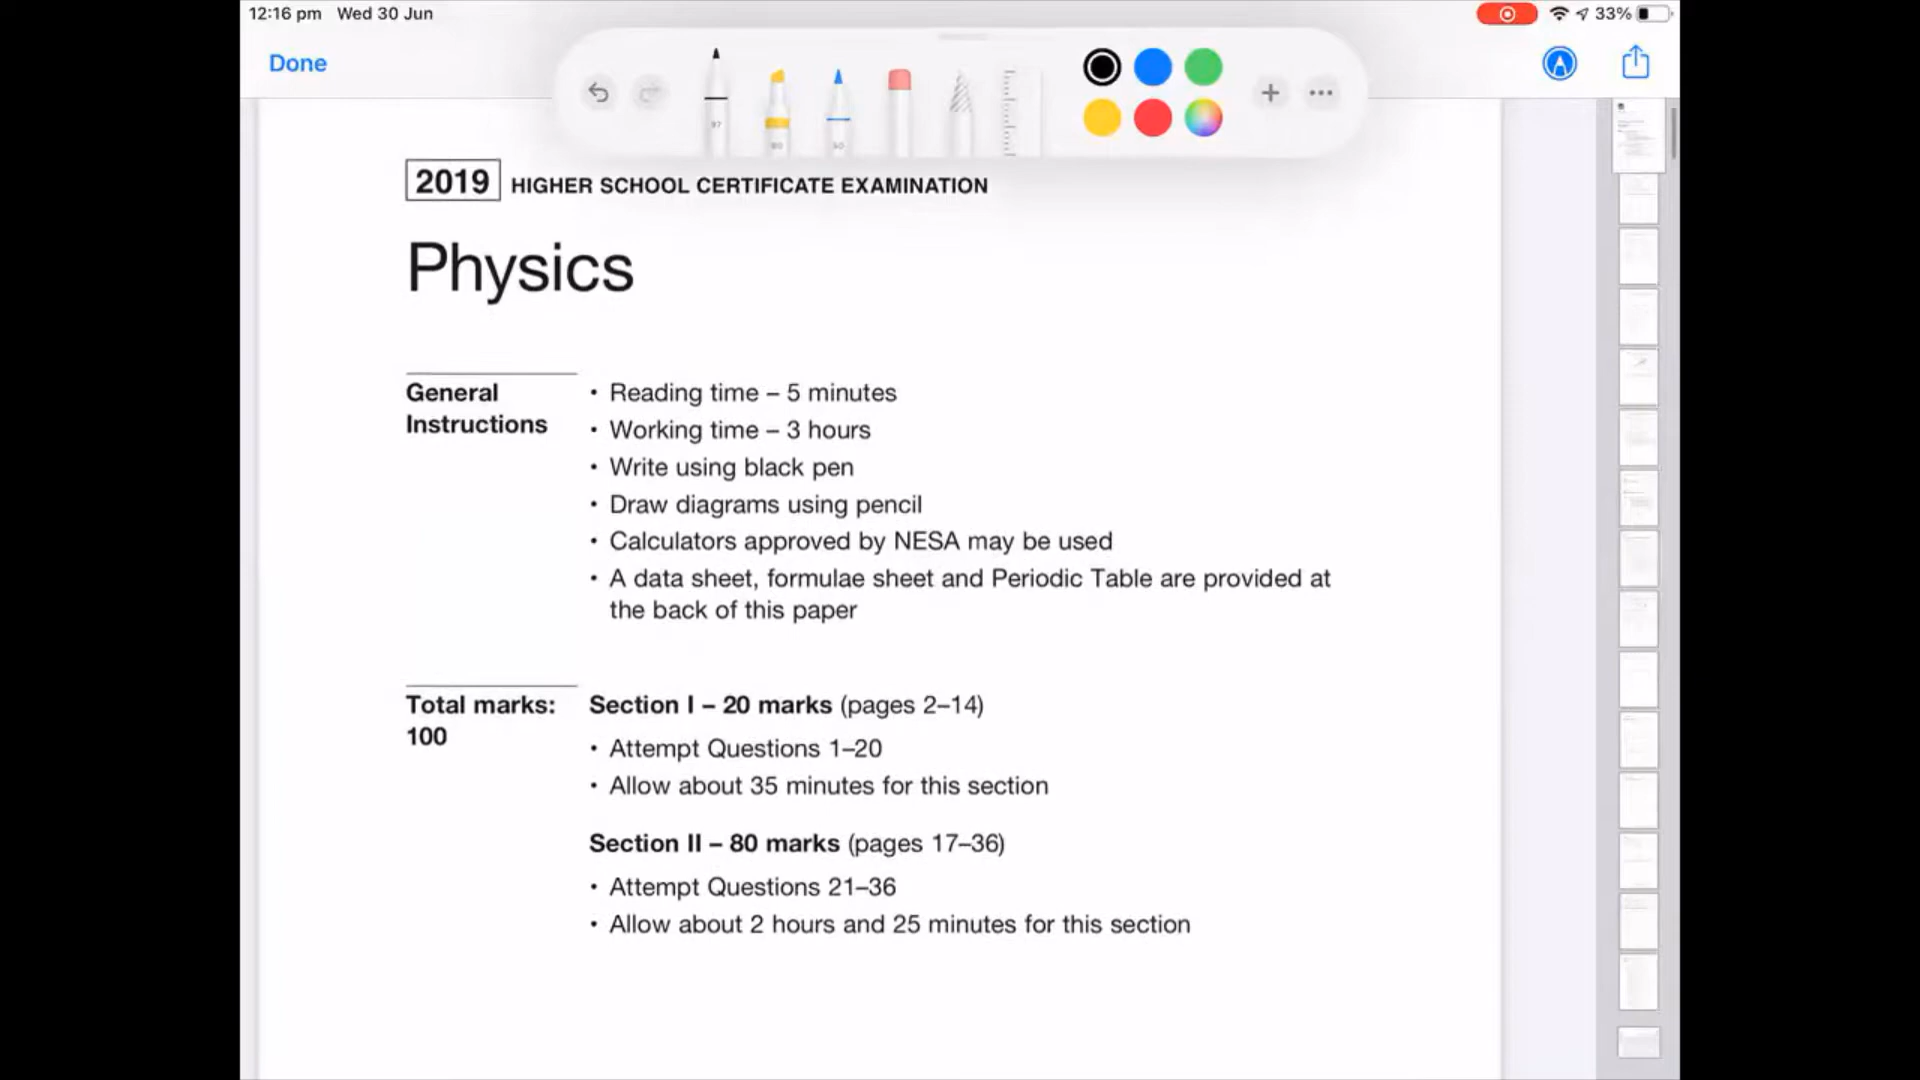 12:16 pm Wed 30 Jun
33%
Done
97
80
50
2019 HIGHER SCHOOL CERTIFICATE EXAMINATION
Physics
General
Instructions
• Reading time – 5 minutes
• Working time – 3 hours
• Write using black pen
• Draw diagrams using pencil
• Calculators approved by NESA may be used
• A data sheet, formulae sheet and Periodic Table are provided at
the back of this paper
Total marks:
100
Section I – 20 marks (pages 2–14)
• Attempt Questions 1–20
• Allow about 35 minutes for this section
Section II – 80 marks (pages 17–36)
• Attempt Questions 21–36
• Allow about 2 hours and 25 minutes for this section